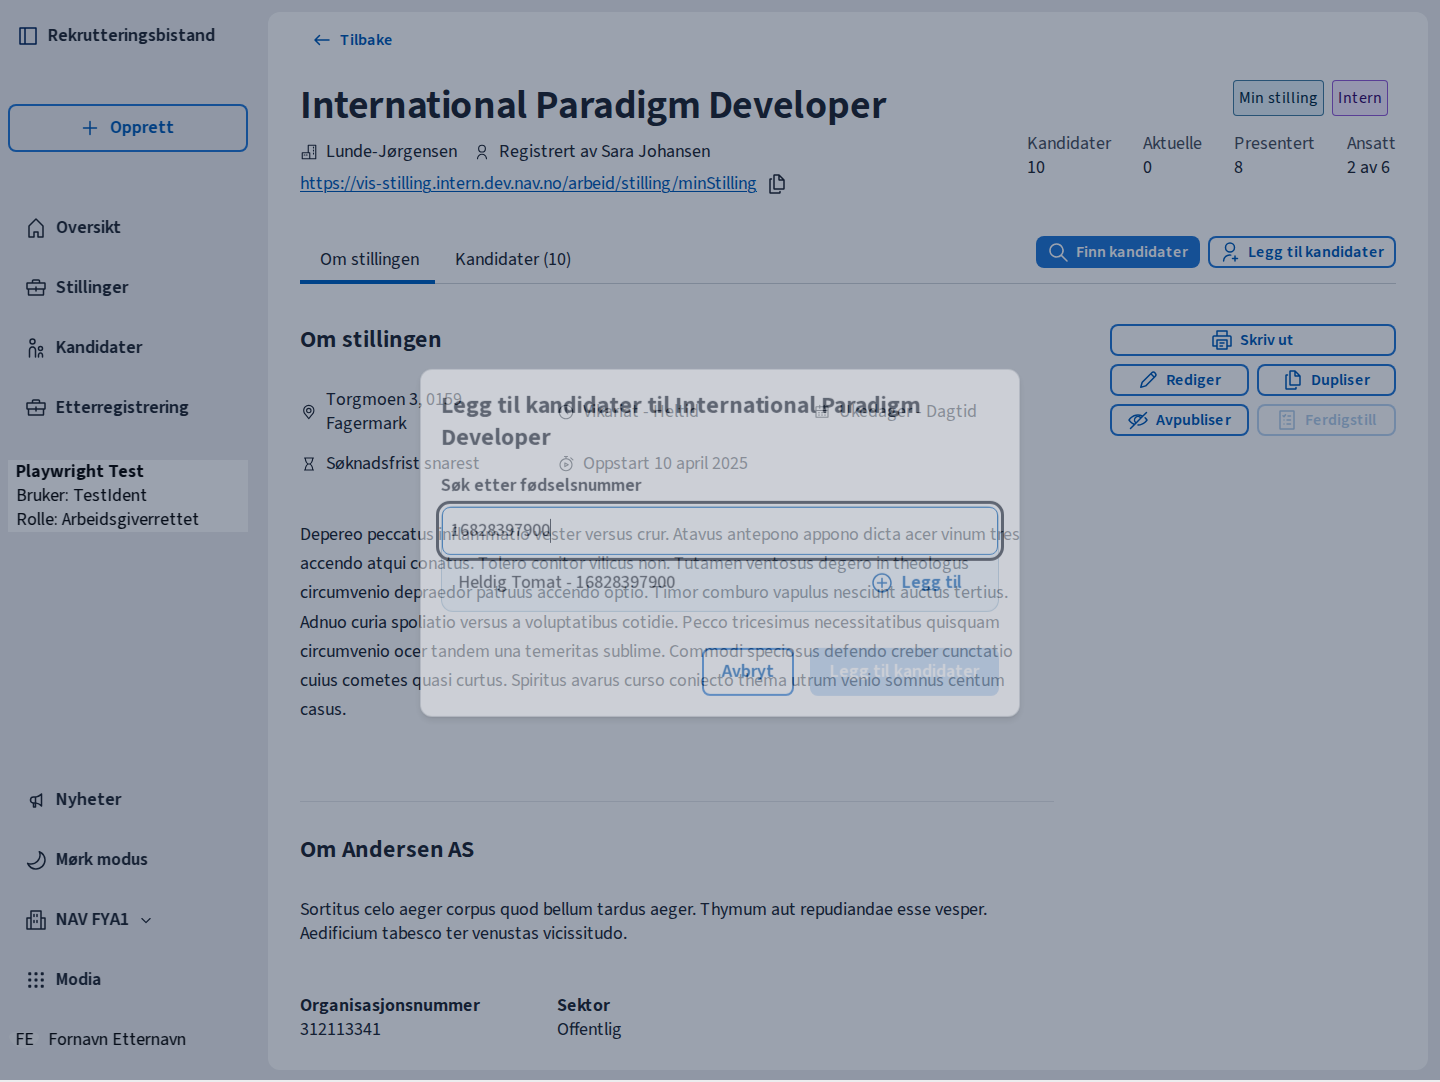 Rekrutteringsbistand
Opprett
Oversikt
Stillinger
Kandidater
Etterregistrering
Playwright Test
Bruker: TestIdent
Rolle: Arbeidsgiverrettet
Nyheter
Mørk modus
NAV FYA1
Media
FE Fornavn Etternavn
Tilbake
International Paradigm Developer
Min stilling
Intern
Lunde-Jørgensen Registrert av Sara Johansen
https://vis-stilling.intern.dev.nav.no/arbeid/stilling/minStilling
Kandidater Aktuelle Presentert Ansatt
10 0 8 2 av 6
Om stillingen Kandidater (10)
Finn kandidater
Legg til kandidater
Om stillingen
Skriv ut
Rediger
Dupliser
Avpubliser
Ferdigstill
Torgmoen 3, 0159
Fagermark
Vikariat - Heltid
Ukedager - Dagtid
Søknadsfrist snarest
Oppstart 10 april 2025
Legg til kandidater til International Paradigm
Developer
Søk etter fødselsnummer
16828397900
Heldig Tomat - 16828397900
Legg til
Avbryt
Legg til kandidater
Depereo peccatus inflammatio vester versus crur. Atavus antepono appono dicta acer vinum tres
accendo atqui conatus. Tolero conitor vilicus non. Tutamen ventosus degero in theologus
circumvenio depraedor patruus accendo optio. Timor comburo vapulus nesciunt auctus tertius.
Adnuo curia spoliatio versus a voluptatibus cotidie. Pecco tricesimus necessitatibus quisquam
circumvenio ocer tandem una temeritas sublime. Commodi speciosus defendo creber cunctatio
cuius cometes quasi curtus. Spiritus avarus curso coniecto thema utrum venio somnus centum
casus.
Om Andersen AS
Sortitus celo aeger corpus quod bellum tardus aeger. Thymum aut repudiandae esse vesper.
Aedificium tabesco ter venustas vicissitudo.
Organisasjonsnummer Sektor
312113341 Offentlig